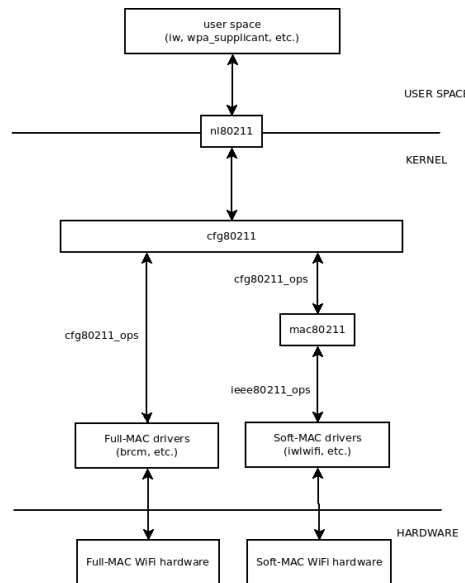 user space
(iw, wpa_supplicant, etc.)
USER SPACE
nl80211
KERNEL
cfg80211
cfg80211_ops
mac80211
cfg80211_ops
ieee80211_ops
Full-MAC drivers
(brcm, etc.)
Soft-MAC drivers
(iwlwifi, etc.)
HARDWARE
Full-MAC WiFi hardware
Soft-MAC WiFi hardware